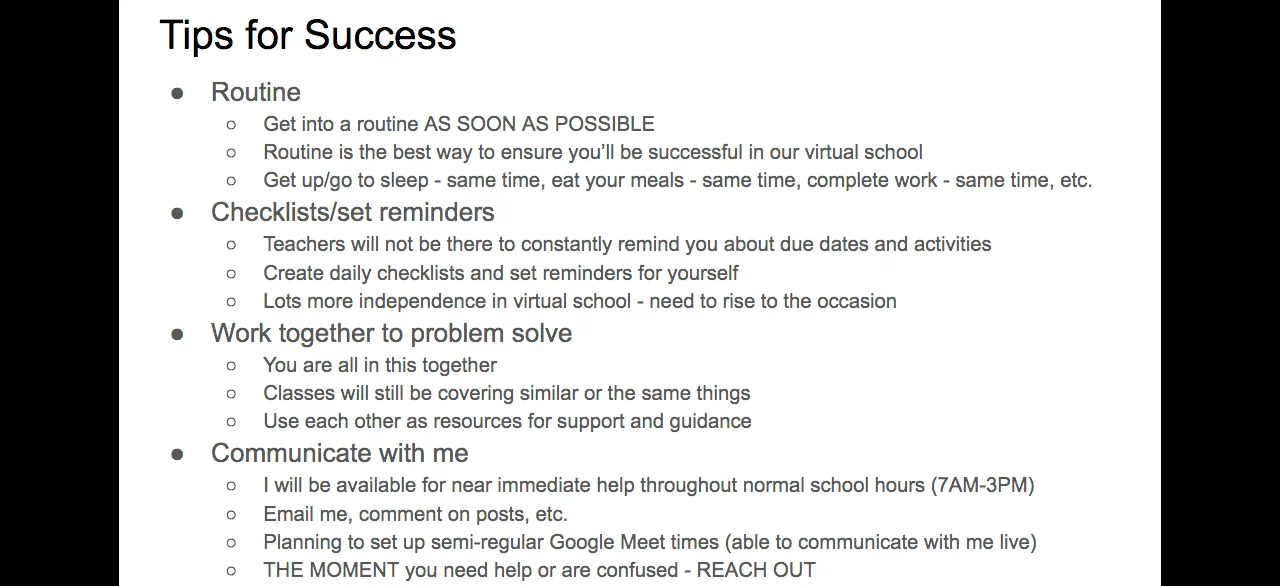 Tips for Success
● Routine
○ Get into a routine AS SOON AS POSSIBLE
○ Routine is the best way to ensure you’ll be successful in our virtual school
○ Get up/go to sleep - same time, eat your meals - same time, complete work - same time, etc.
● Checklists/set reminders
○ Teachers will not be there to constantly remind you about due dates and activities
○ Create daily checklists and set reminders for yourself
○ Lots more independence in virtual school - need to rise to the occasion
● Work together to problem solve
○ You are all in this together
○ Classes will still be covering similar or the same things
○ Use each other as resources for support and guidance
● Communicate with me
○ I will be available for near immediate help throughout normal school hours (7AM-3PM)
○ Email me, comment on posts, etc.
○ Planning to set up semi-regular Google Meet times (able to communicate with me live)
○ THE MOMENT you need help or are confused - REACH OUT